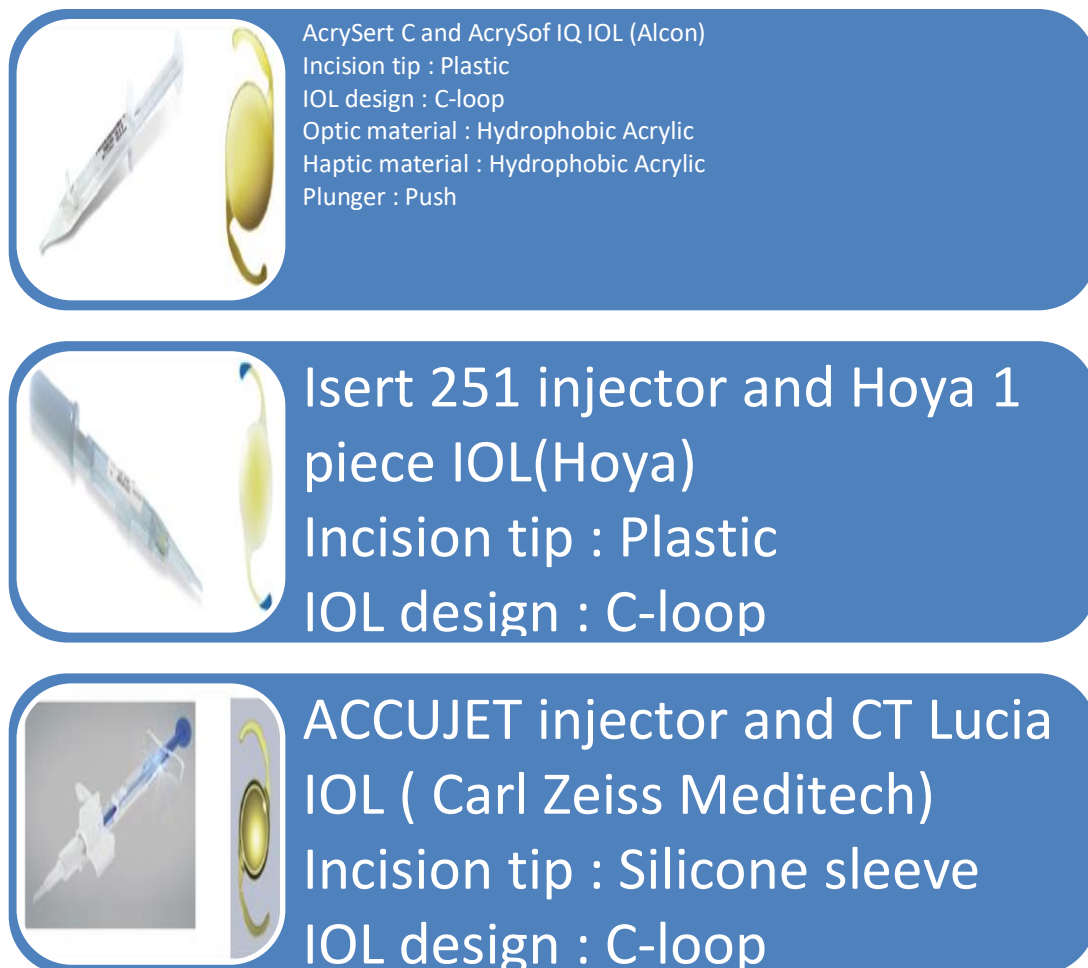 AcrySert C and AcrySof IQ IOL (Alcon)
Incision tip : Plastic
IOL design : C-loop
Optic material : Hydrophobic Acrylic
Haptic material : Hydrophobic Acrylic
Plunger : Push
Isert 251 injector and Hoya 1
piece IOL(Hoya)
Incision tip : Plastic
IOL design : C-loop
ACCUJET injector and CT Lucia
IOL ( Carl Zeiss Meditech)
Incision tip : Silicone sleeve
IOL design : C-loop